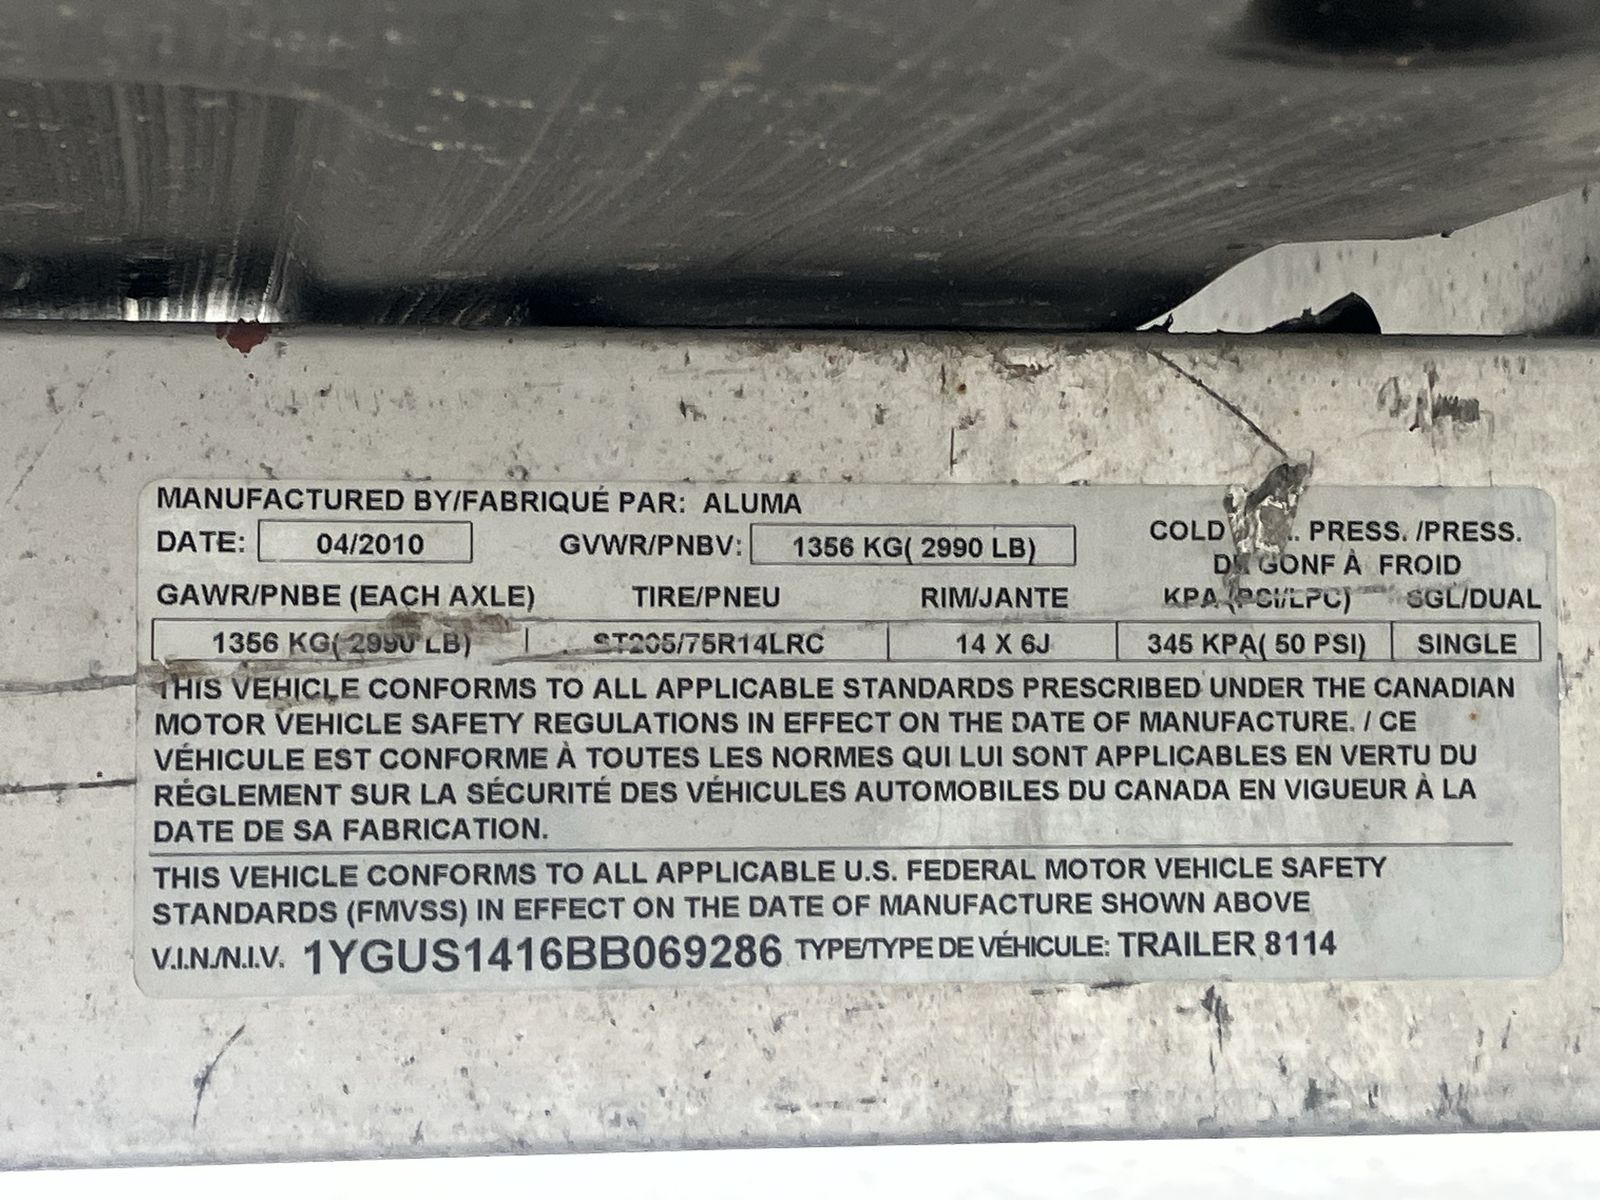 MANUFACTURED BY/FABRIQUÉ PAR: ALUMA
DATE: 04/2010 GVWR/PNBV: 1356 KG( 2990 LB)
COLD PRESS. /PRESS.
GONF À FROID
GAWR/PNBE (EACH AXLE) TIRE/PNEU RIM/JANTE KPA (PSI/LPC) SGL/DUAL
1356 KG( 2990 LB) ST205/75R14LRC 14 X 6J 345 KPA( 50 PSI) SINGLE
THIS VEHICLE CONFORMS TO ALL APPLICABLE STANDARDS PRESCRIBED UNDER THE CANADIAN
MOTOR VEHICLE SAFETY REGULATIONS IN EFFECT ON THE DATE OF MANUFACTURE. / CE
VÉHICULE EST CONFORME À TOUTES LES NORMES QUI LUI SONT APPLICABLES EN VERTU DU
RÉGLEMENT SUR LA SÉCURITÉ DES VÉHICULES AUTOMOBILES DU CANADA EN VIGUEUR À LA
DATE DE SA FABRICATION.
THIS VEHICLE CONFORMS TO ALL APPLICABLE U.S. FEDERAL MOTOR VEHICLE SAFETY
STANDARDS (FMVSS) IN EFFECT ON THE DATE OF MANUFACTURE SHOWN ABOVE
V.I.N./N.I.V. 1YGUS1416BB069286 TYPE/TYPE DE VÉHICULE: TRAILER 8114